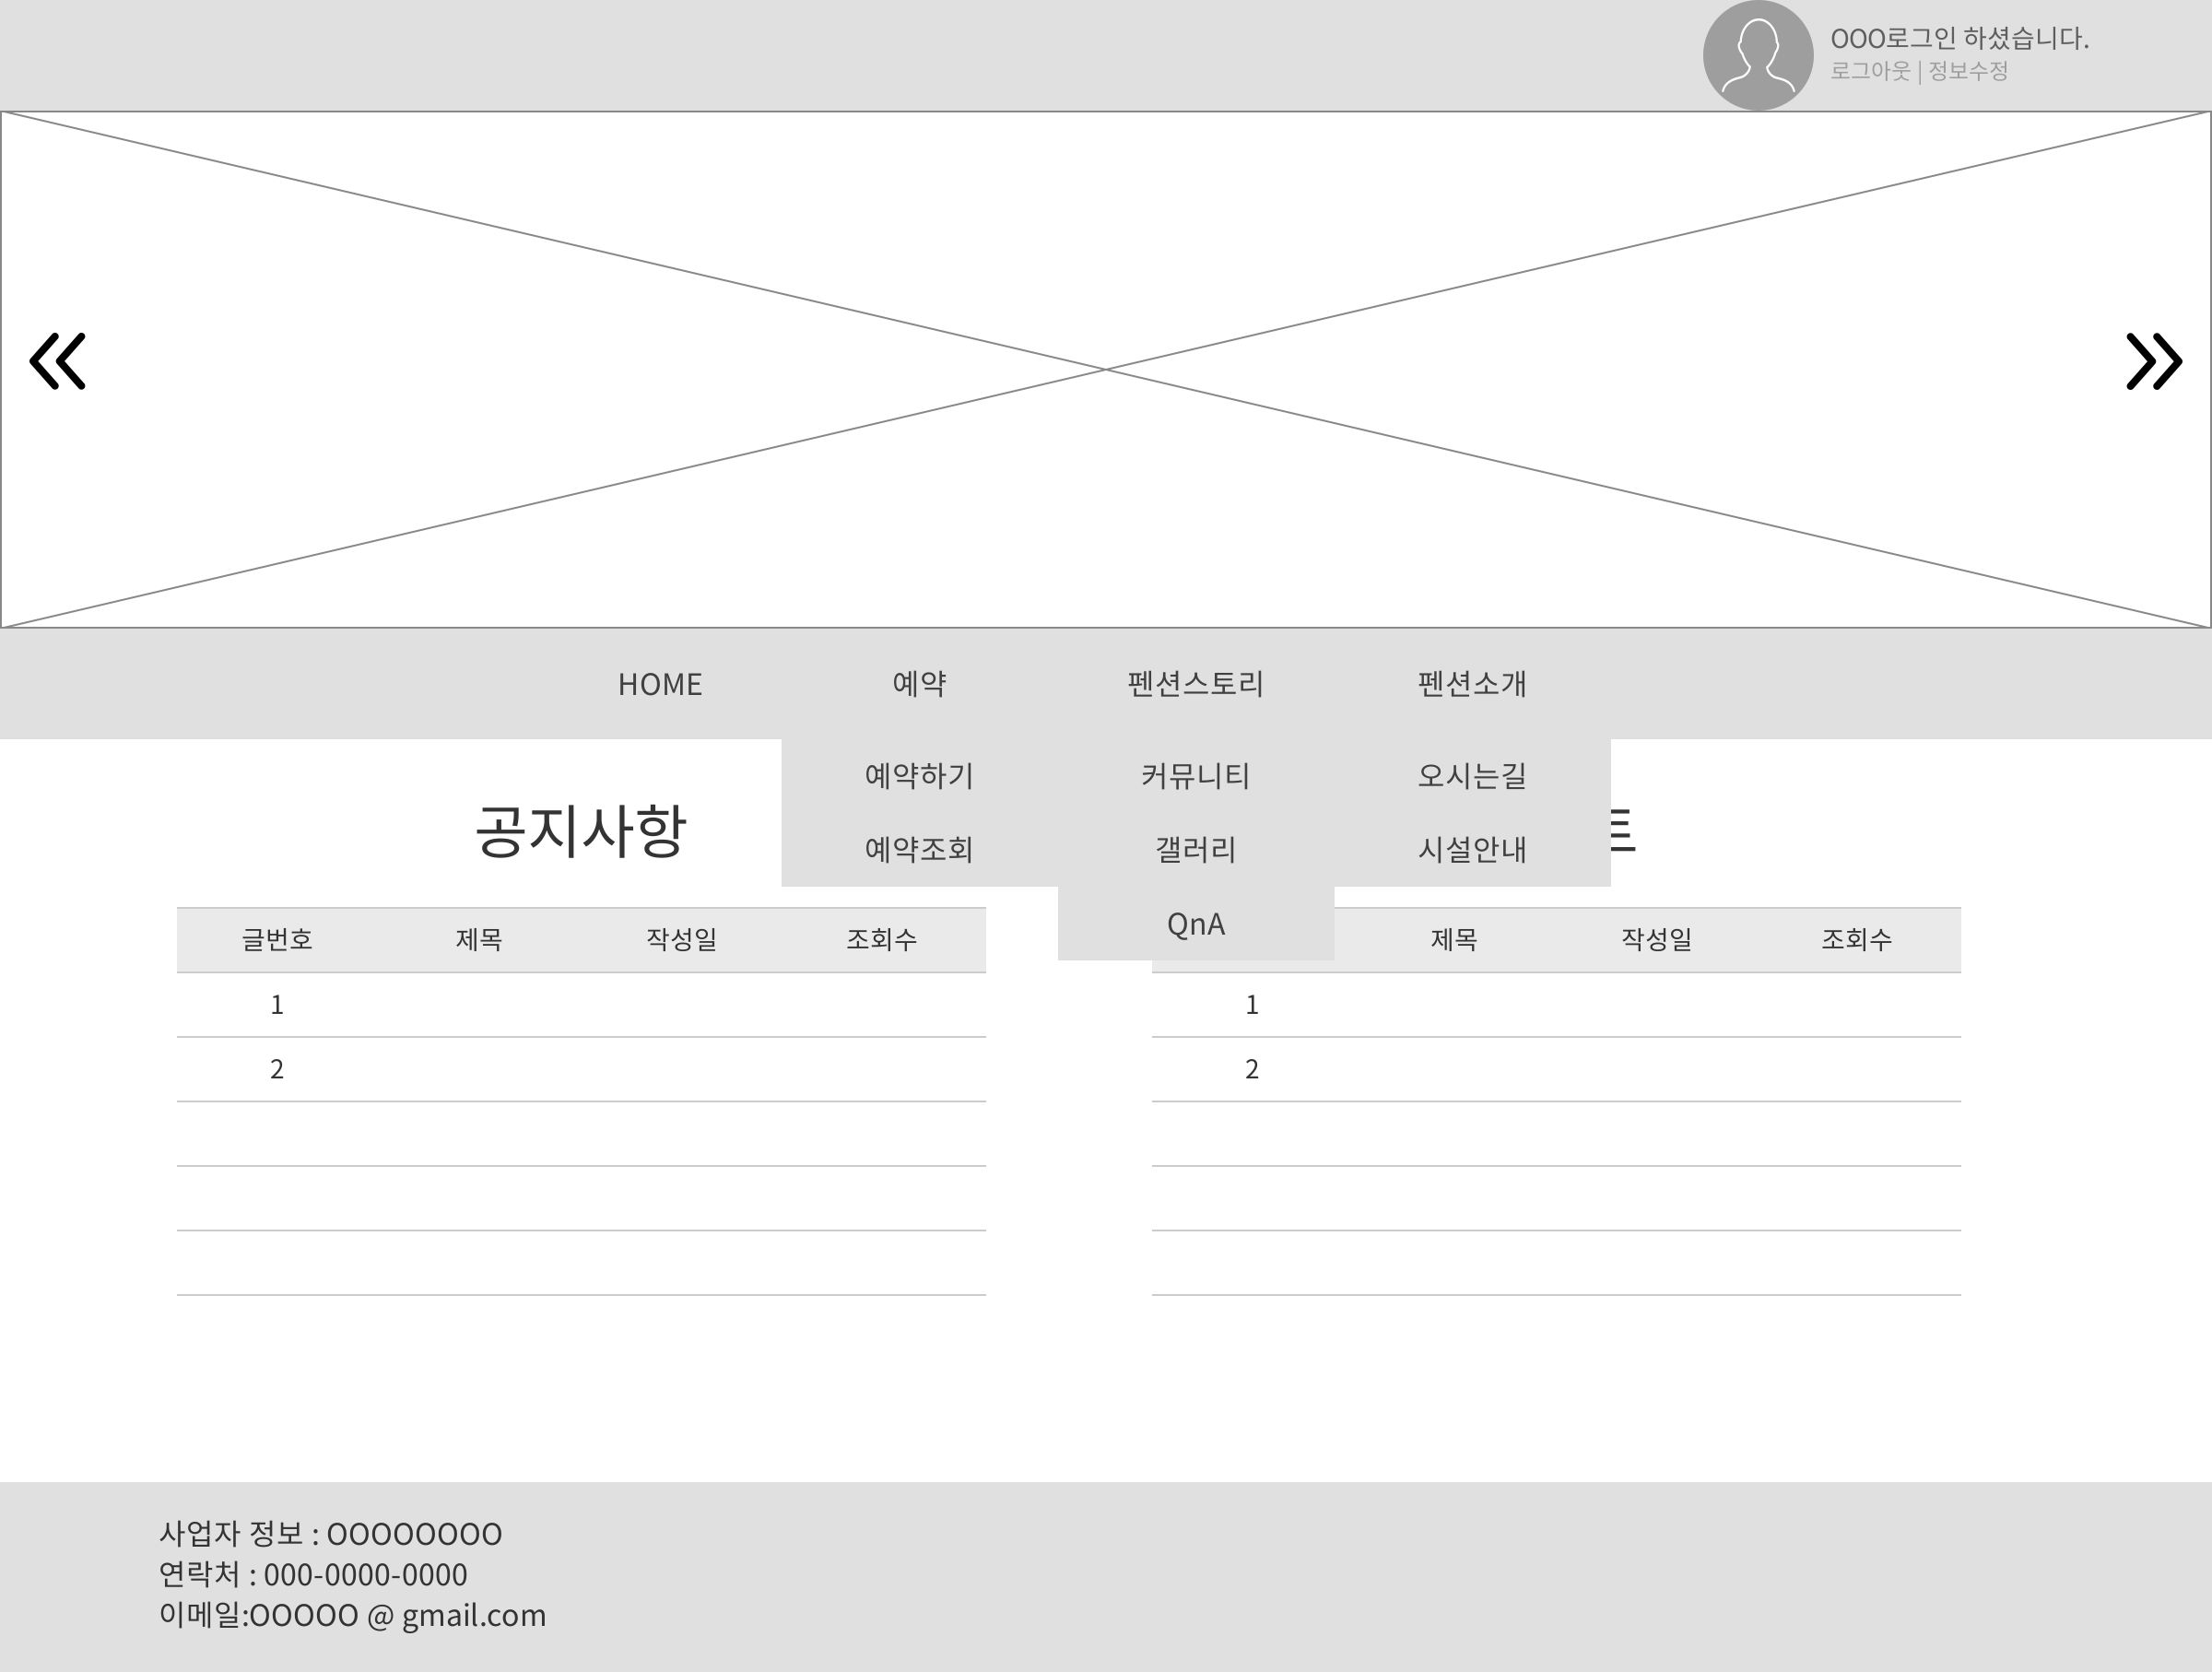 OOO로그인 하셨습니다.
로그아웃 | 정보수정
HOME 예약 펜션스토리 펜션소개
예약하기 커뮤니티 오시는길
공지사항
예약조회 갤러리 시설안내
QnA
글번호 제목 작성일 조회수
제목 작성일 조회수
1 1
2 2
사업자 정보 : OOOOOOOO
연락처 : 000-0000-0000
이메일:OOOOO @ gmail.com